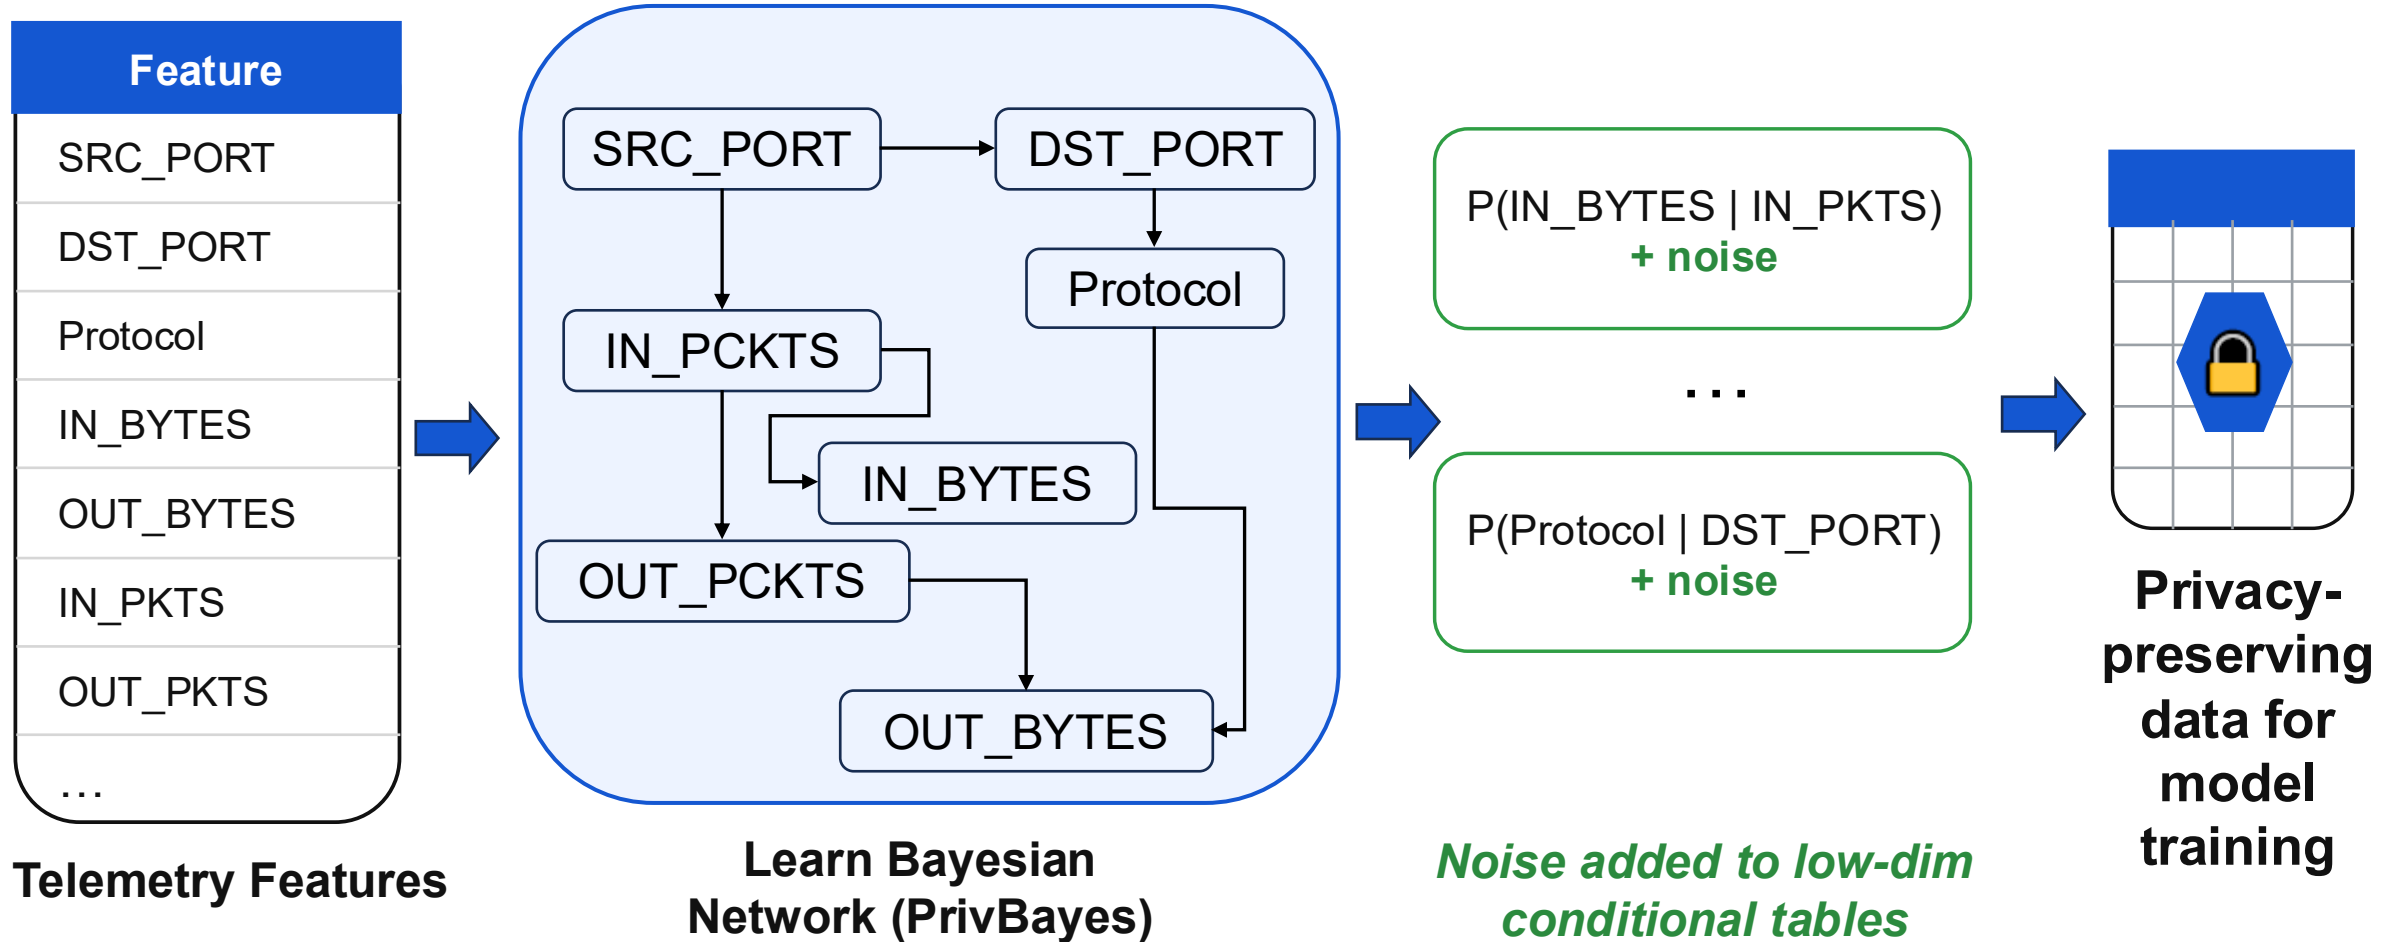 Feature
SRC_PORT
DST_PORT
Protocol
IN_BYTES
OUT_BYTES
IN_PKTS
OUT_PKTS
...
Telemetry Features
SRC_PORT
DST_PORT
Protocol
IN_PCKTS
IN_BYTES
OUT_PCKTS
OUT_BYTES
Learn Bayesian
Network (PrivBayes)
P(IN_BYTES | IN_PKTS)
+ noise
...
P(Protocol | DST_PORT)
+ noise
Noise added to low-dim
conditional tables
Privacy-
preserving
data for
model
training